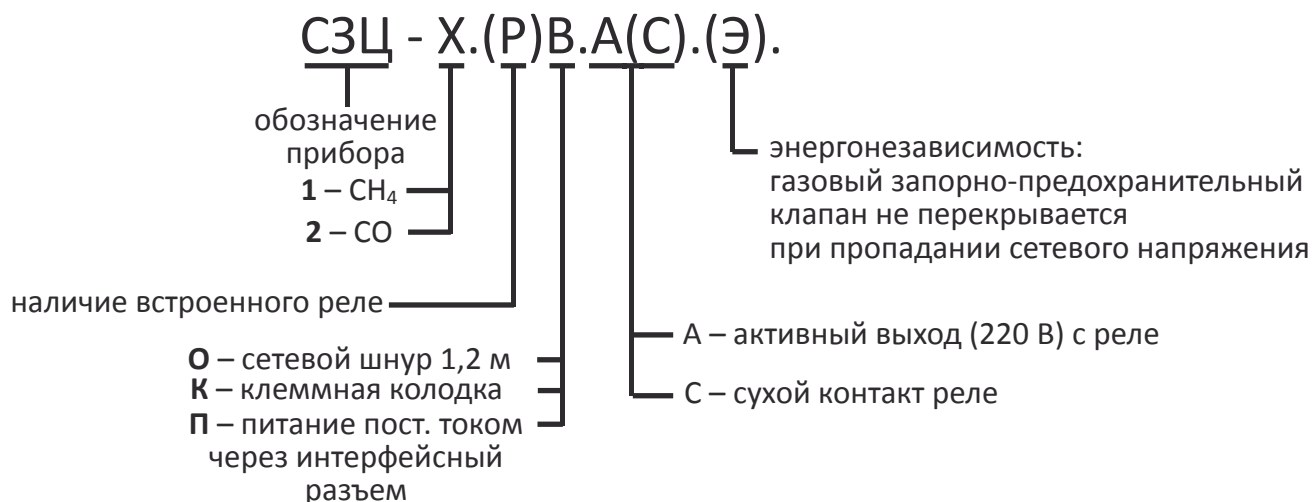 СЗЦ - Х.(Р)В.А(С).(Э).
обозначение
прибора
1 – CH₄
2 – CO
наличие встроенного реле
О – сетевой шнур 1,2 м
К – клеммная колодка
П – питание пост. током
через интерфейсный
разъем
энергонезависимость:
газовый запорно-предохранительный
клапан не перекрывается
при пропадании сетевого напряжения
А – активный выход (220 В) с реле
С – сухой контакт реле